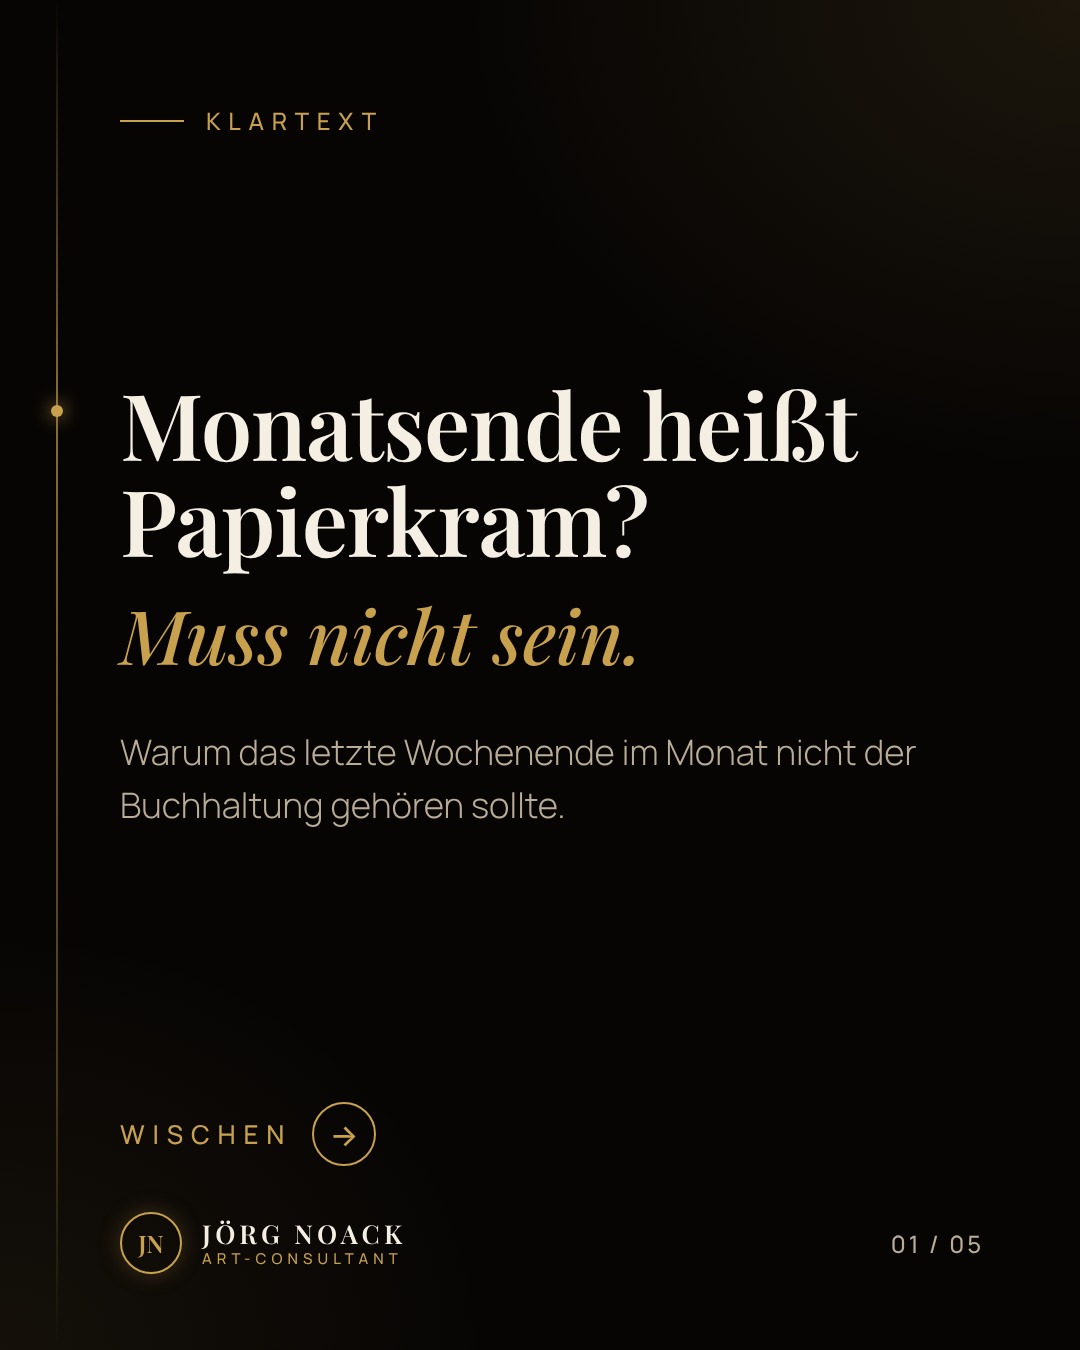 KLARTEXT
Monatsende heißt
Papierkram?
Muss nicht sein.
Warum das letzte Wochenende im Monat nicht der
Buchhaltung gehören sollte.
WISCHEN →
JN
JÖRG NOACK
ART-CONSULTANT
01 / 05